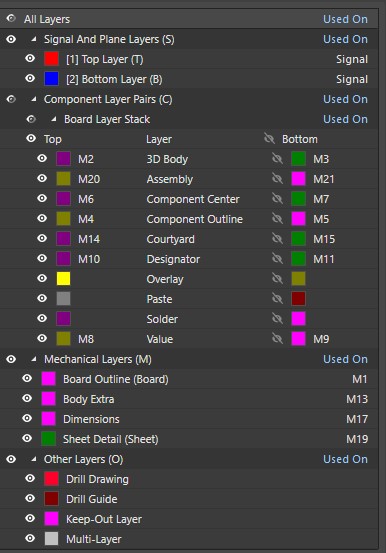 All Layers Used On
Signal And Plane Layers (S) Used On
[1] Top Layer (T) Signal
[2] Bottom Layer (B) Signal
Component Layer Pairs (C) Used On
Board Layer Stack Used On
Top Layer Bottom
M2 3D Body M3
M20 Assembly M21
M6 Component Center M7
M4 Component Outline M5
M14 Courtyard M15
M10 Designator M11
Overlay
Paste
Solder
M8 Value M9
Mechanical Layers (M) Used On
Board Outline (Board) M1
Body Extra M13
Dimensions M17
Sheet Detail (Sheet) M19
Other Layers (O) Used On
Drill Drawing
Drill Guide
Keep-Out Layer
Multi-Layer